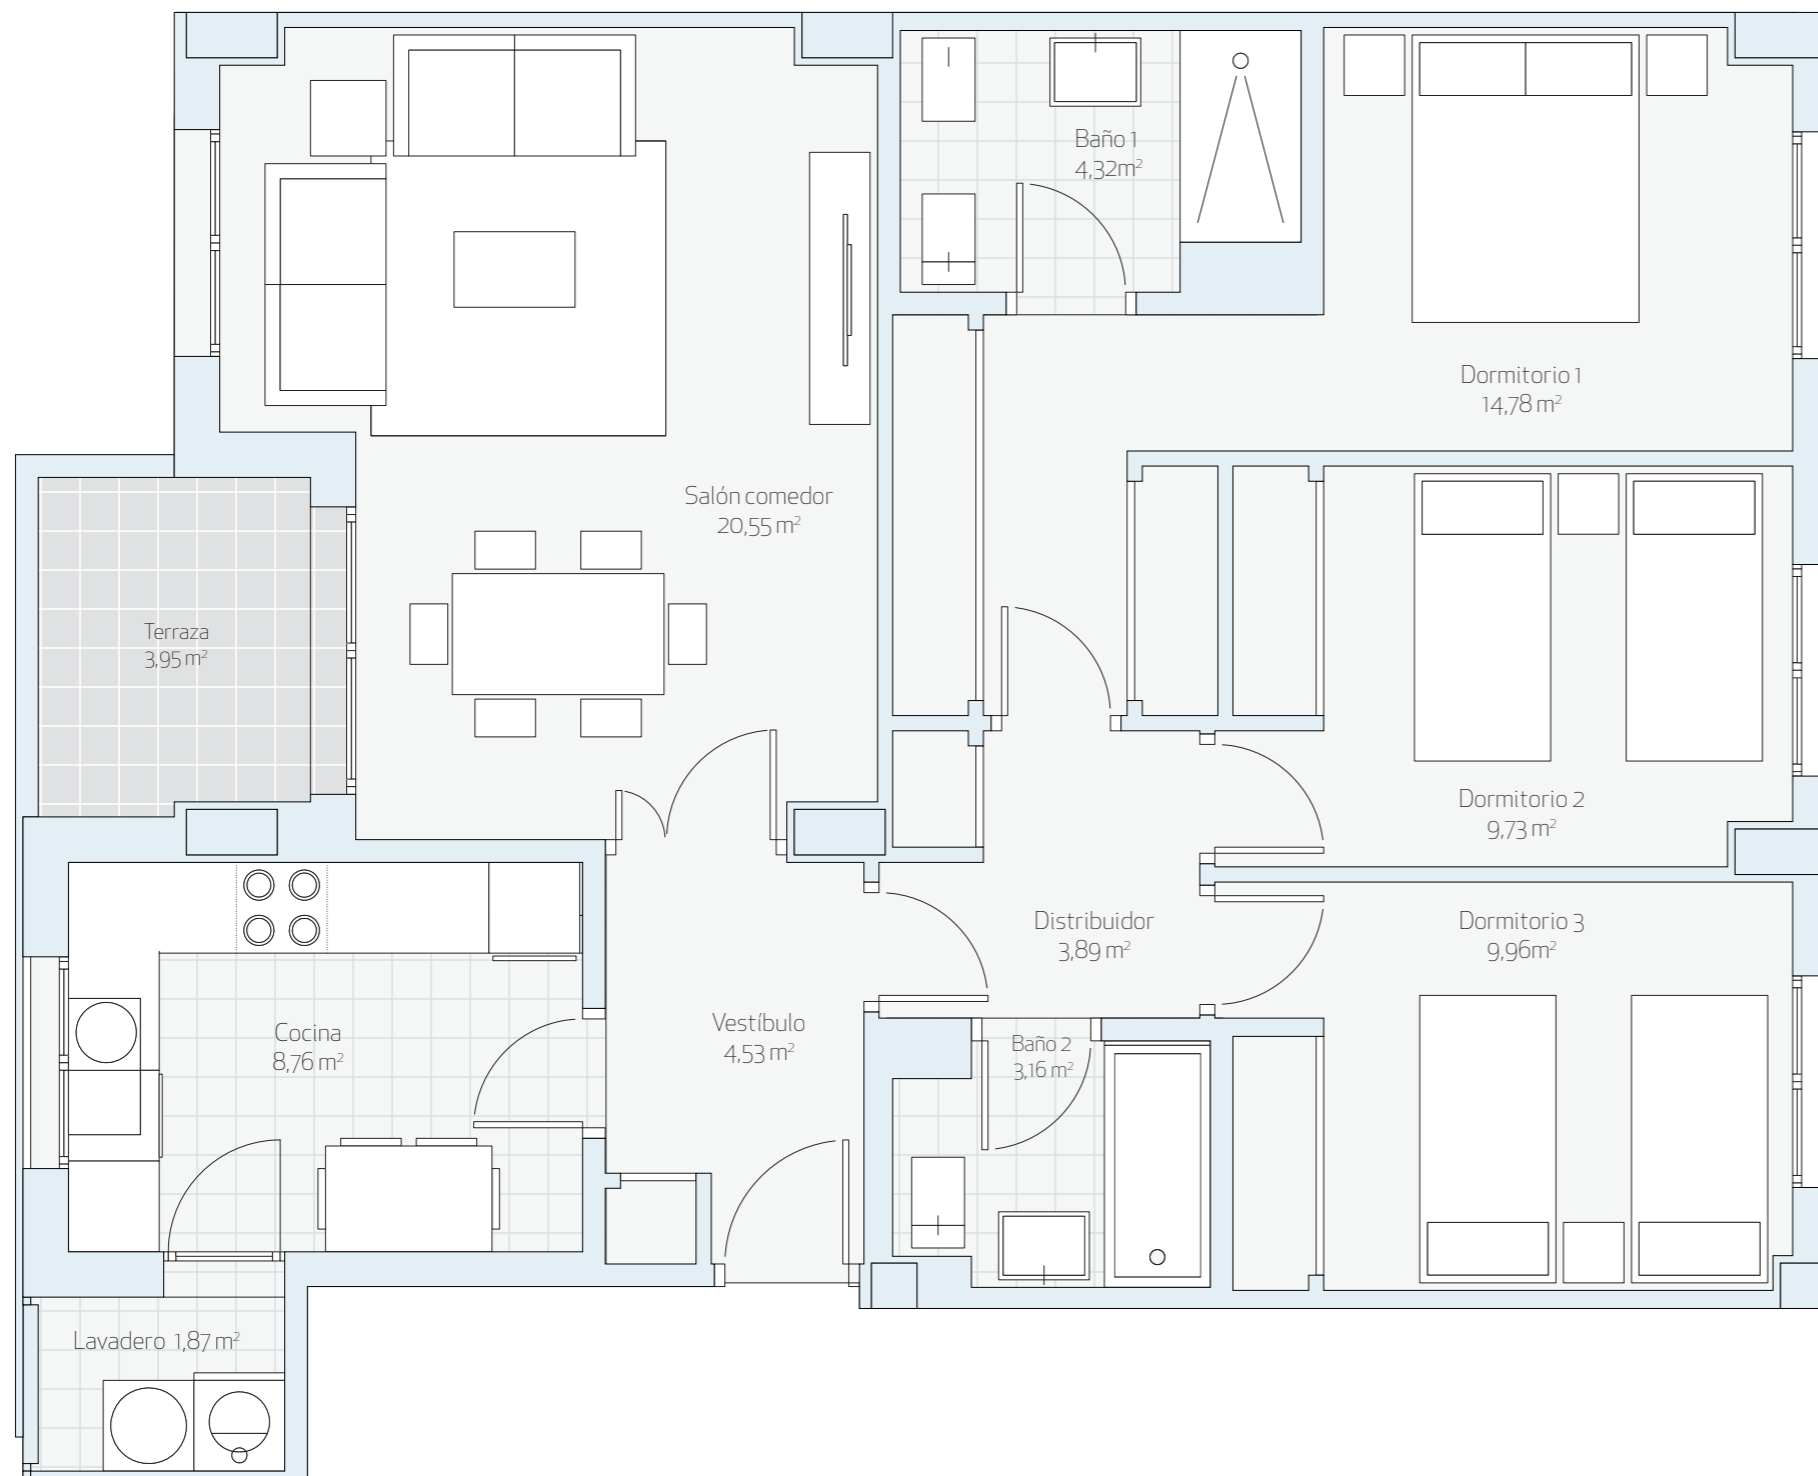 Baño 1
4,32m²
Dormitorio 1
14,78 m²
Salón comedor
20,55 m²
Terraza
3,95 m²
Dormitorio 2
9,73 m²
Distribuidor
3,89 m²
Dormitorio 3
9,96m²
Cocina
8,76 m²
Vestíbulo
4,53 m²
Baño 2
3,16 m²
Lavadero 1,87 m²